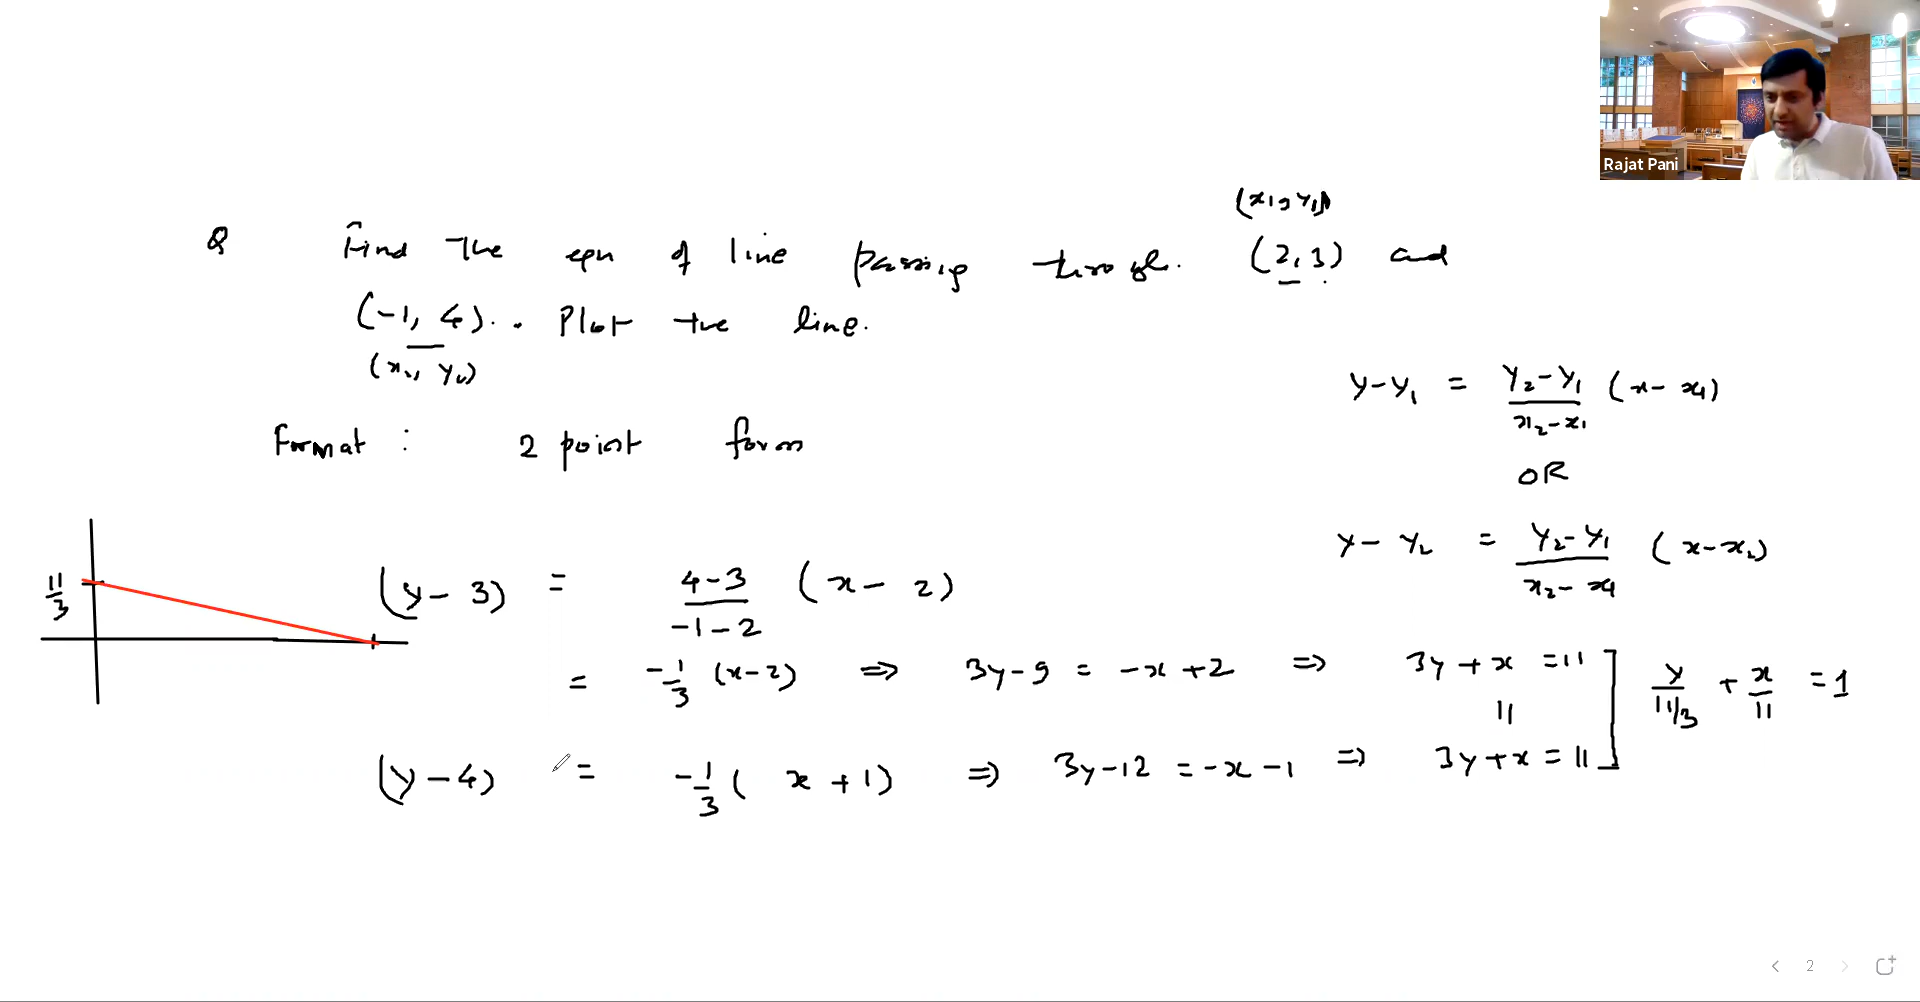 Rajat Pani
(x₁, y₁)
Q Find the eqn of line passing through. (2, 3) and
(-1, 4). . Plot the line.
(x₂, y₂)
y-y₁ = y₂-y₁/x₂-x₁ (x-x₁)
Format : 2 point form
OR
y-y₂ = y₂-y₁/x₂-x₁ (x-x₂)
11/3
(y-3) = 4-3/-1-2 (x-2)
= -1/3 (x-2) ⇒ 3y-9 = -x+2 ⇒ 3y+x =11
y/11/3 + x/11 = 1
11
(y-4) = -1/3 (x+1) ⇒ 3y-12 = -x-1 ⇒ 3y+x = 11
2